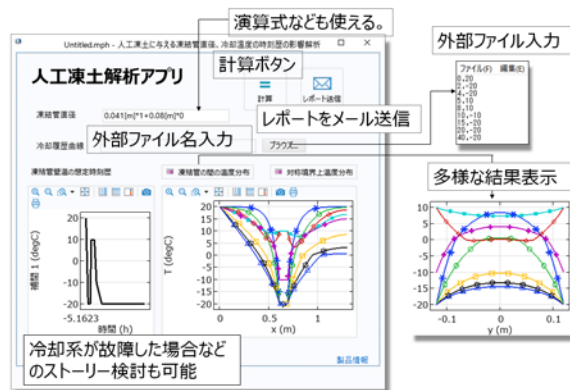 演算式なども使える。
外部ファイル入力
Untitled.mph - 人工凍土に与える凍結管直径、冷却温度の時刻歴の影響解析
人工凍土解析アプリ
計算ボタン
計算
レポート送信
ファイル(F) 編集(E)
0,20
2,-20
4,-20
5,10
8,10
10,-20
15,-20
20,-20
40,-20
凍結管直径
0.041[m]*1+0.08[m]*0
レポートをメール送信
冷却履歴曲線
外部ファイル名入力
ブラウズ...
凍結管壁温の想定時刻歴
凍結管の間の温度分布
対称境界上温度分布
多様な結果表示
補間 1 (degC)
20
10
0
-10
-20
-5.1623
時間 (h)
T (degC)
20
15
10
5
0
-5
-10
-15
-20
0
0.5
1
x (m)
20
15
10
5
0
-5
-10
-15
-20
-0.1
0
0.1
y (m)
冷却系が故障した場合など
のストーリー検討も可能
製品情報